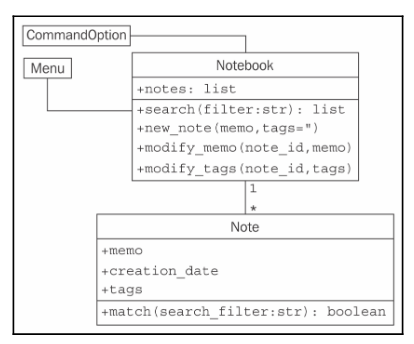 CommandOption
Menu
Notebook
+notes: list
+search(filter:str): list
+new_note(memo,tags=")
+modify_memo(note_id,memo)
+modify_tags(note_id,tags)
1
*
Note
+memo
+creation_date
+tags
+match(search_filter:str): boolean